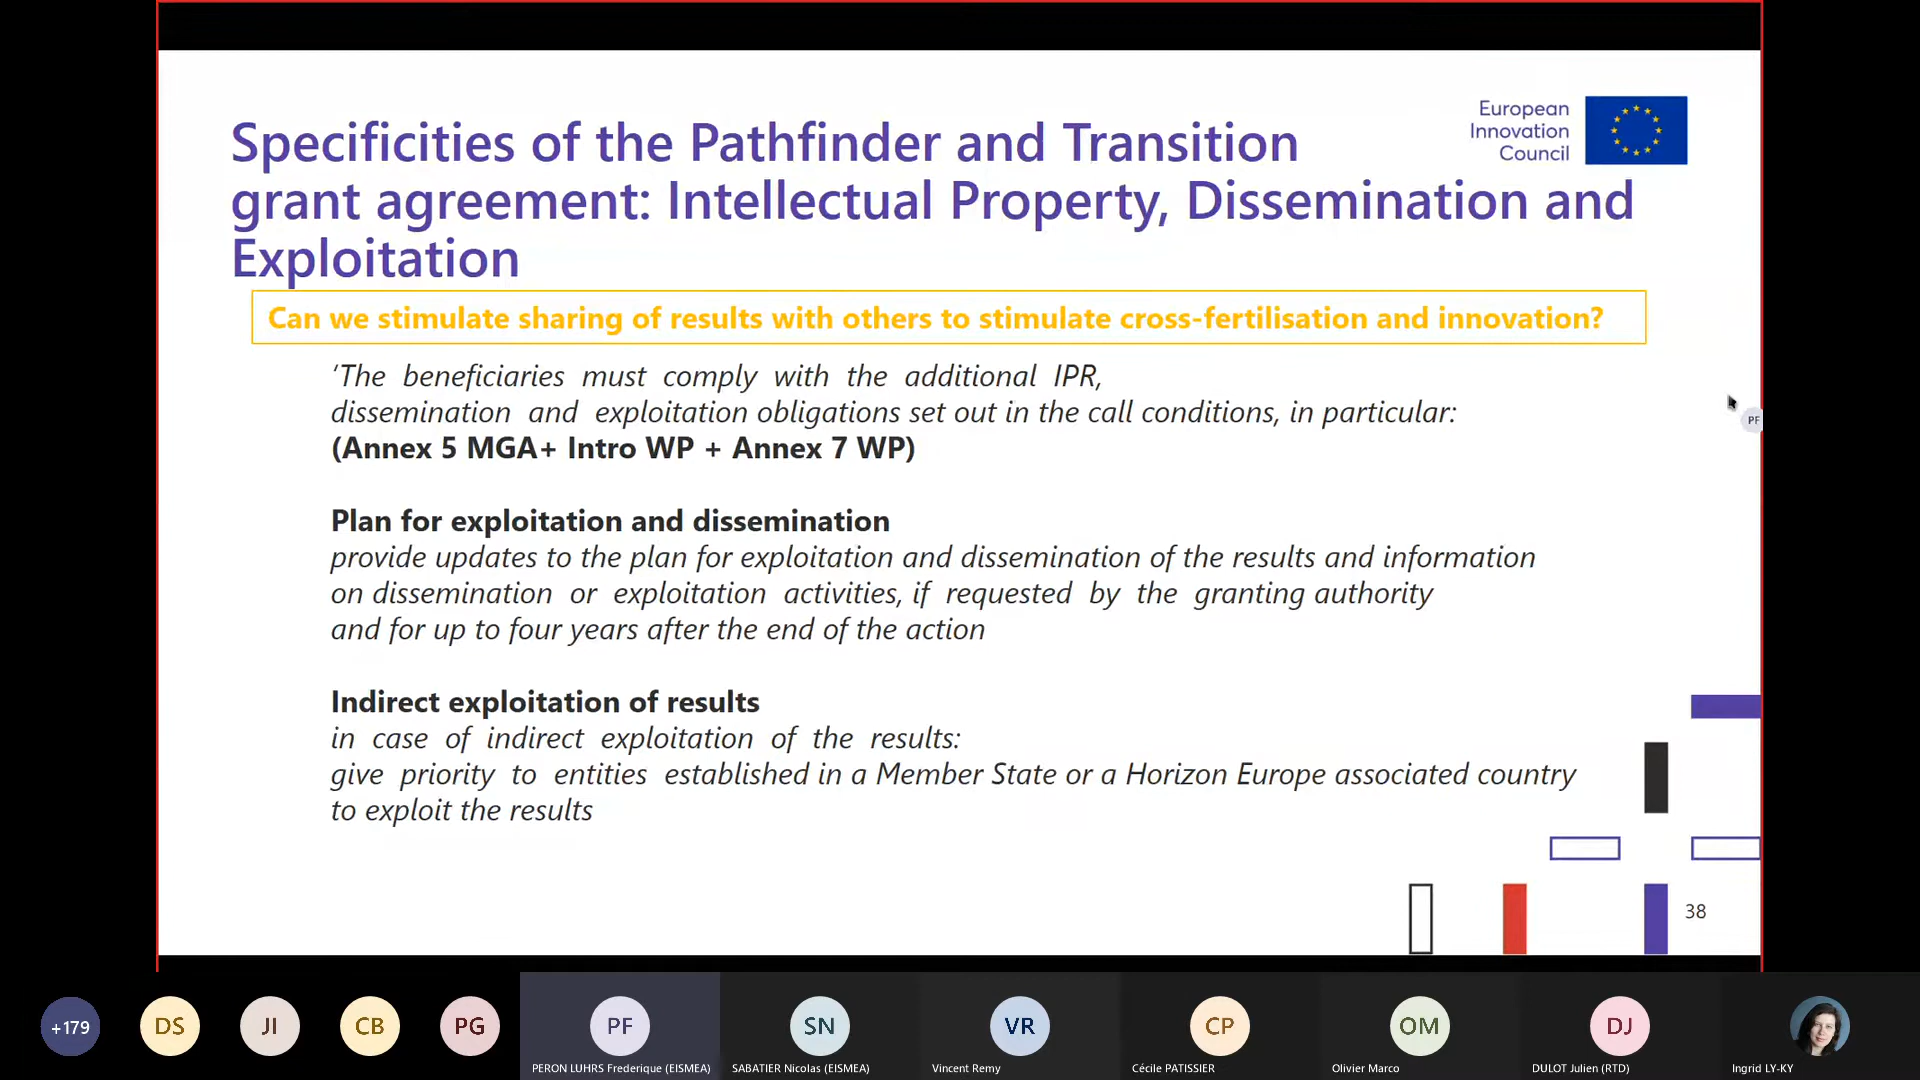 European
Innovation
Council
Specificities of the Pathfinder and Transition
grant agreement: Intellectual Property, Dissemination and
Exploitation
Can we stimulate sharing of results with others to stimulate cross-fertilisation and innovation?
‘The beneficiaries must comply with the additional IPR,
dissemination and exploitation obligations set out in the call conditions, in particular:
(Annex 5 MGA+ Intro WP + Annex 7 WP)
Plan for exploitation and dissemination
provide updates to the plan for exploitation and dissemination of the results and information
on dissemination or exploitation activities, if requested by the granting authority
and for up to four years after the end of the action
Indirect exploitation of results
in case of indirect exploitation of the results:
give priority to entities established in a Member State or a Horizon Europe associated country
to exploit the results
38
PF
+179
DS
JI
CB
PG
PF
SN
VR
CP
OM
DJ
PERON LUHRS Frederique (EISMEA)
SABATIER Nicolas (EISMEA)
Vincent Remy
Cécile PATISSIER
Olivier Marco
DULOT Julien (RTD)
Ingrid LY-KY